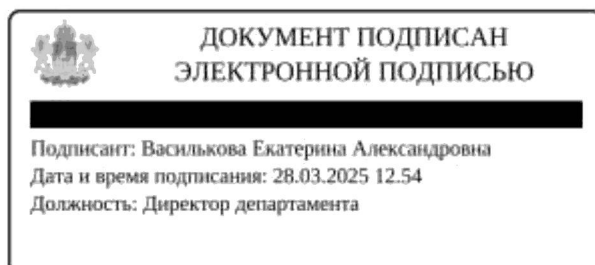 ДОКУМЕНТ ПОДПИСАН
ЭЛЕКТРОННОЙ ПОДПИСЬЮ
Подписант: Василькова Екатерина Александровна
Дата и время подписания: 28.03.2025 12.54
Должность: Директор департамента